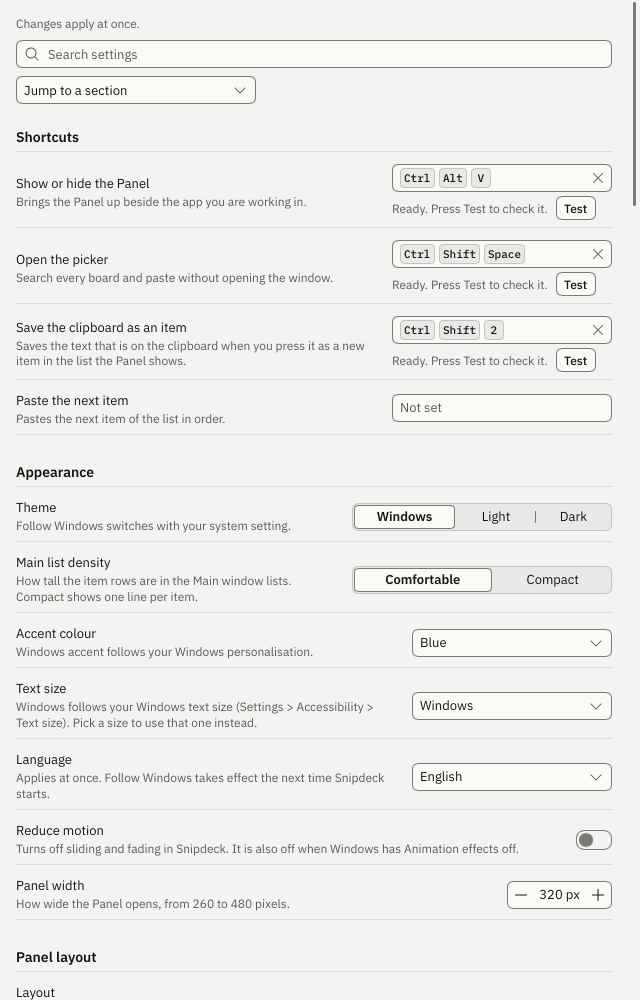 Changes apply at once.
Search settings
Jump to a section
Shortcuts
Show or hide the Panel
Brings the Panel up beside the app you are working in.
Ctrl Alt V
Ready. Press Test to check it. Test
Open the picker
Search every board and paste without opening the window.
Ctrl Shift Space
Ready. Press Test to check it. Test
Save the clipboard as an item
Saves the text that is on the clipboard when you press it as a new
item in the list the Panel shows.
Ctrl Shift 2
Ready. Press Test to check it. Test
Paste the next item
Pastes the next item of the list in order.
Not set
Appearance
Theme
Follow Windows switches with your system setting.
Windows Light Dark
Main list density
How tall the item rows are in the Main window lists.
Compact shows one line per item.
Comfortable Compact
Accent colour
Windows accent follows your Windows personalisation.
Blue
Text size
Windows follows your Windows text size (Settings > Accessibility >
Text size). Pick a size to use that one instead.
Windows
Language
Applies at once. Follow Windows takes effect the next time Snipdeck
starts.
English
Reduce motion
Turns off sliding and fading in Snipdeck. It is also off when Windows has Animation effects off.
Panel width
How wide the Panel opens, from 260 to 480 pixels.
320 px
Panel layout
Layout